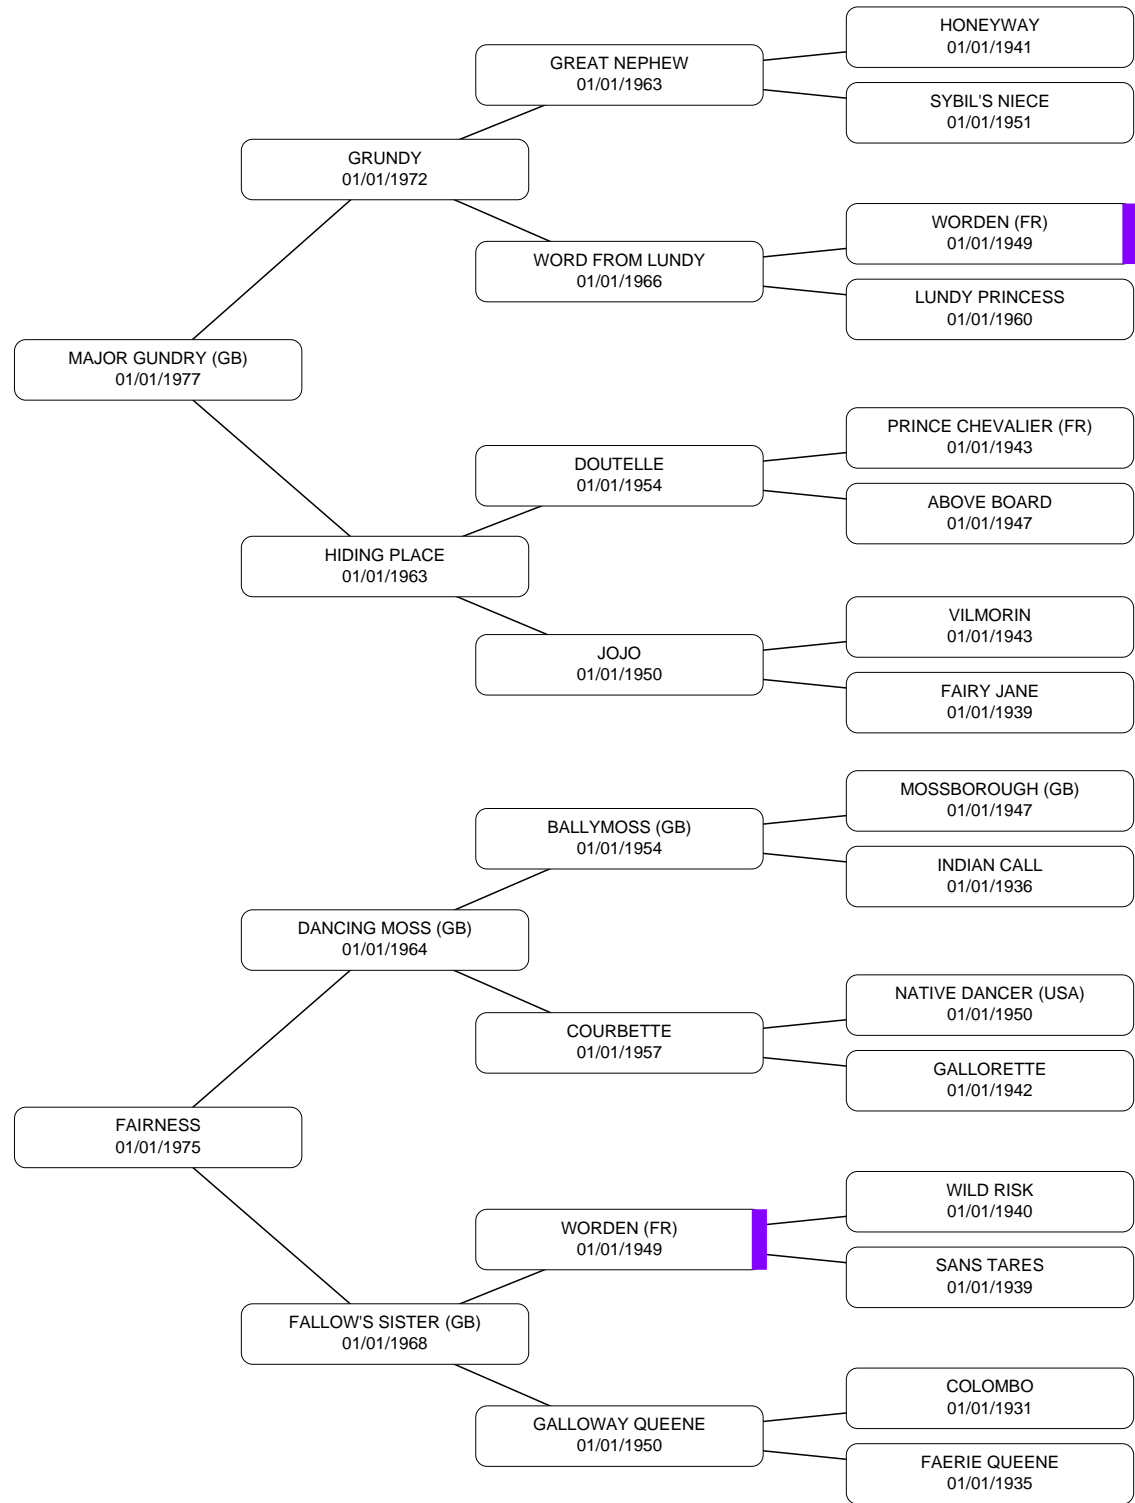 HONEYWAY
01/01/1941
GREAT NEPHEW
01/01/1963
SYBIL'S NIECE
01/01/1951
GRUNDY
01/01/1972
WORDEN (FR)
01/01/1949
WORD FROM LUNDY
01/01/1966
LUNDY PRINCESS
01/01/1960
MAJOR GUNDRY (GB)
01/01/1977
PRINCE CHEVALIER (FR)
01/01/1943
DOUTELLE
01/01/1954
ABOVE BOARD
01/01/1947
HIDING PLACE
01/01/1963
VILMORIN
01/01/1943
JOJO
01/01/1950
FAIRY JANE
01/01/1939
MOSSBOROUGH (GB)
01/01/1947
BALLYMOSS (GB)
01/01/1954
INDIAN CALL
01/01/1936
DANCING MOSS (GB)
01/01/1964
NATIVE DANCER (USA)
01/01/1950
COURBETTE
01/01/1957
GALLORETTE
01/01/1942
FAIRNESS
01/01/1975
WILD RISK
01/01/1940
WORDEN (FR)
01/01/1949
SANS TARES
01/01/1939
FALLOW'S SISTER (GB)
01/01/1968
COLOMBO
01/01/1931
GALLOWAY QUEENE
01/01/1950
FAERIE QUEENE
01/01/1935